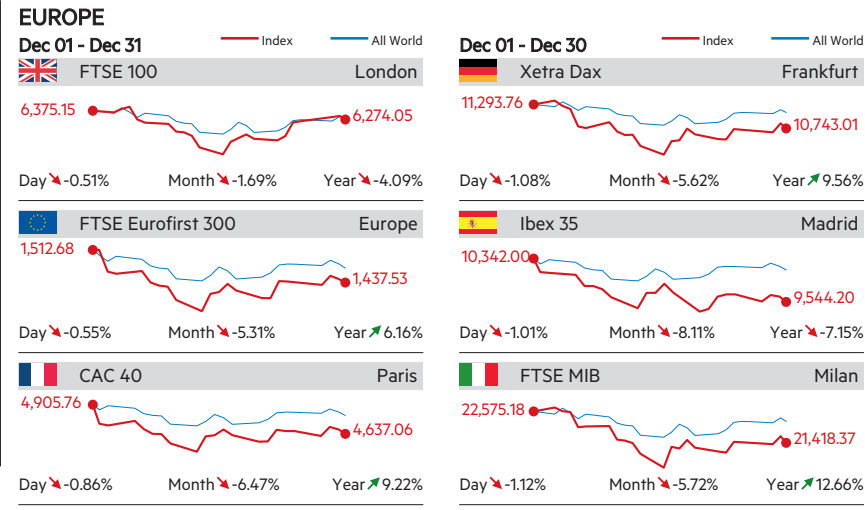 EUROPE
Dec 01 - Dec 31
Index
All World
FTSE 100 London
6,375.15
6,274.05
Day -0.51% Month -1.69% Year -4.09%
FTSE Eurofirst 300 Europe
1,512.68
1,437.53
Day -0.55% Month -5.31% Year 6.16%
CAC 40 Paris
4,905.76
4,637.06
Day -0.86% Month -6.47% Year 9.22%
Dec 01 - Dec 30
Index
All World
Xetra Dax Frankfurt
11,293.76
10,743.01
Day -1.08% Month -5.62% Year 9.56%
Ibex 35 Madrid
10,342.00
9,544.20
Day -1.01% Month -8.11% Year -7.15%
FTSE MIB Milan
22,575.18
21,418.37
Day -1.12% Month -5.72% Year 12.66%